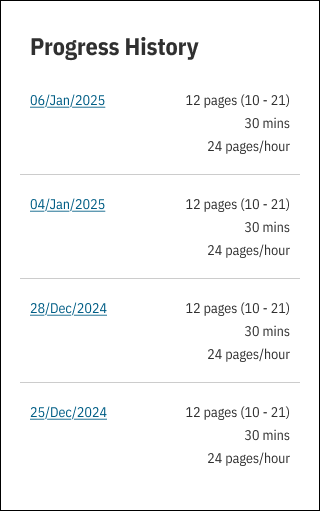 Progress History
06/Jan/2025 12 pages (10 - 21)
30 mins
24 pages/hour
04/Jan/2025 12 pages (10 - 21)
30 mins
24 pages/hour
28/Dec/2024 12 pages (10 - 21)
30 mins
24 pages/hour
25/Dec/2024 12 pages (10 - 21)
30 mins
24 pages/hour